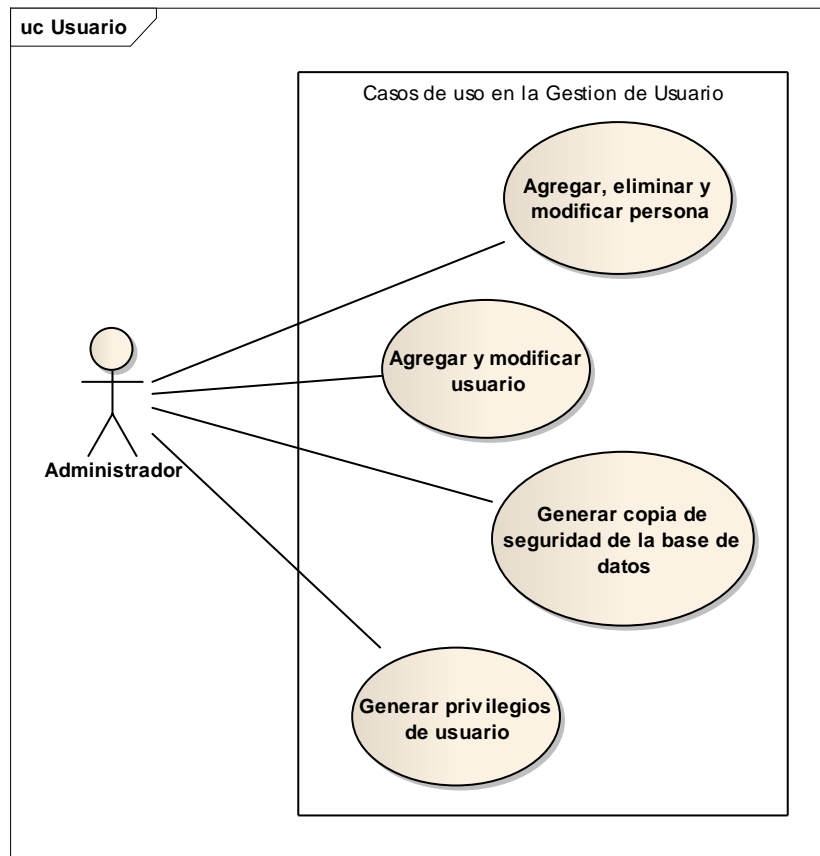 uc Usuario
Casos de uso en la Gestion de Usuario
Agregar, eliminar y
modificar persona
Agregar y modificar
usuario
Administrador
Generar copia de
seguridad de la base de
datos
Generar privilegios
de usuario